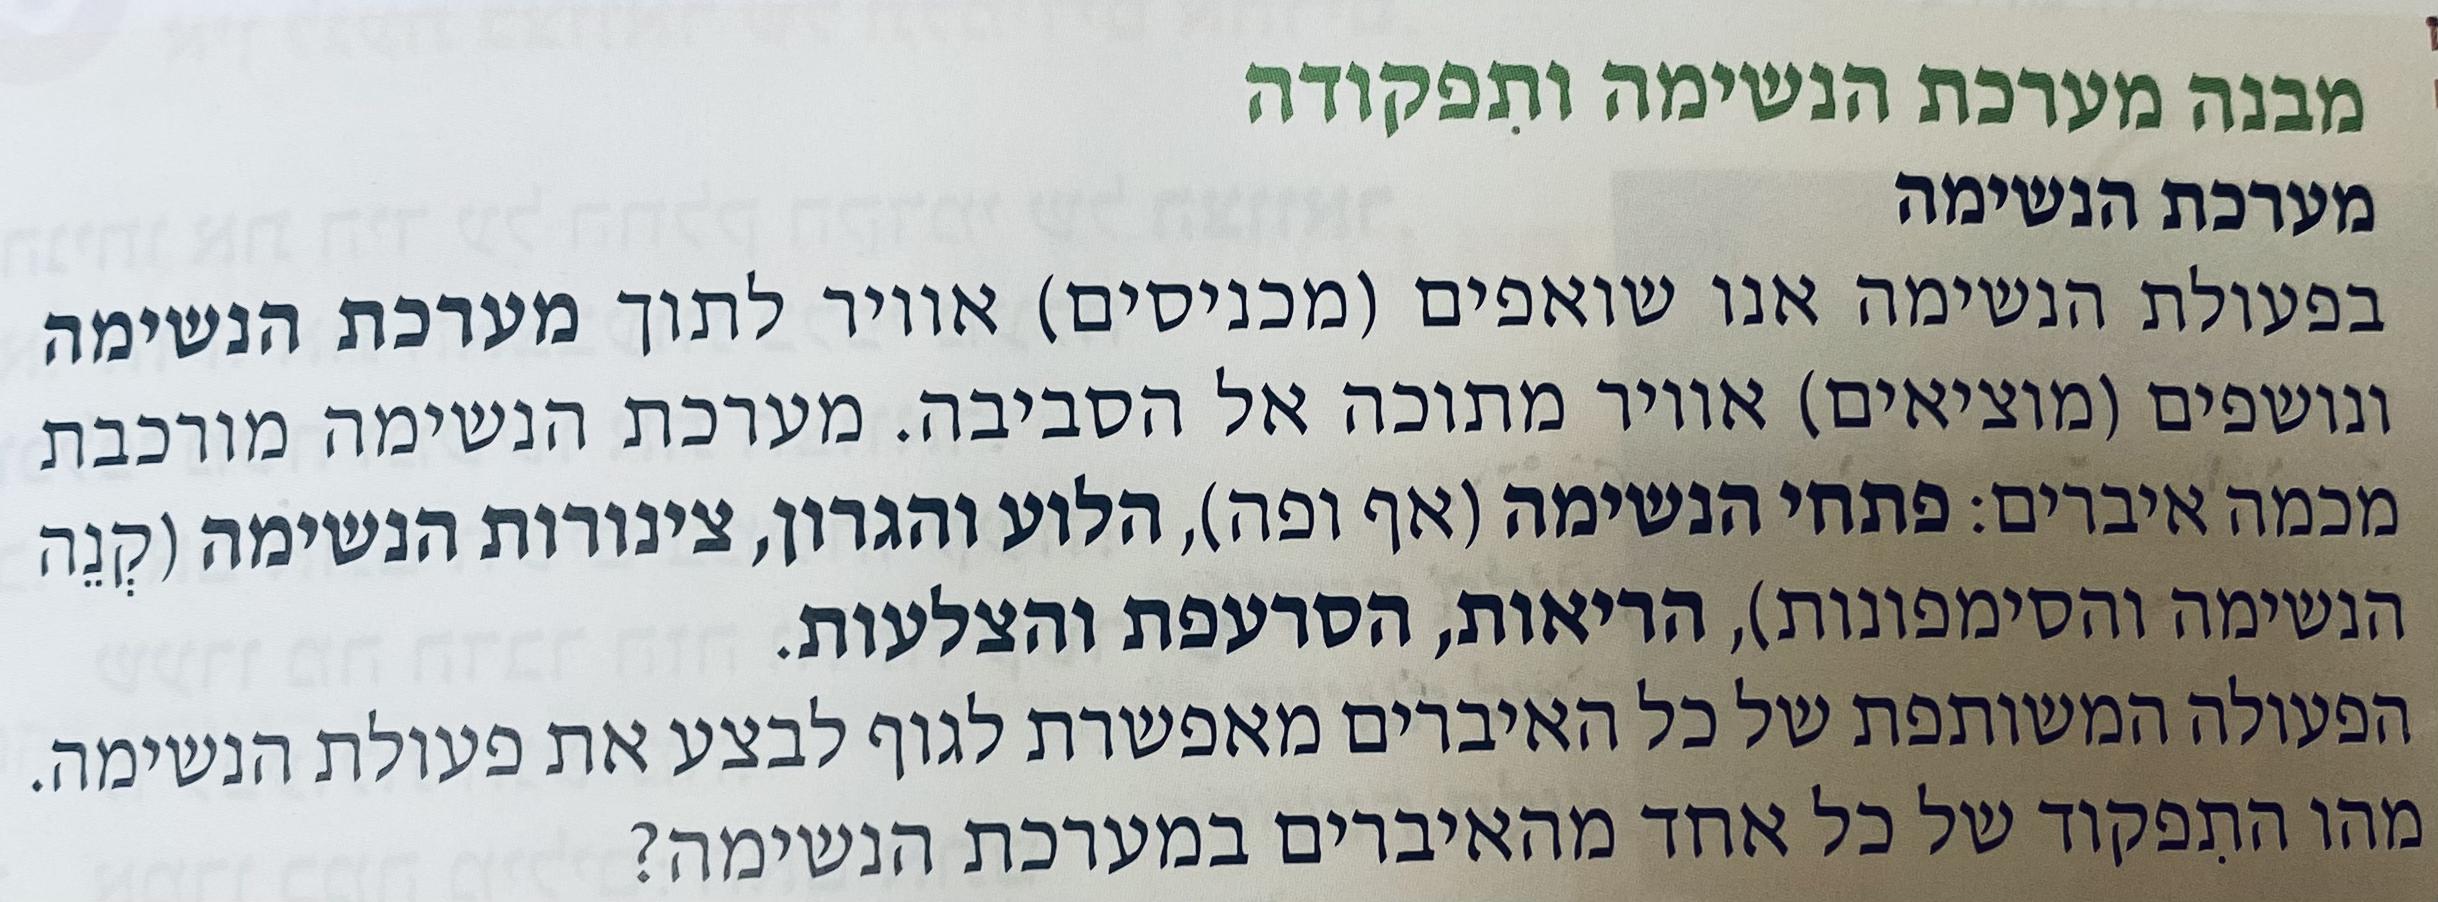 מבנה מערכת הנשימה ותִפקודה
מערכת הנשימה
בפעולת הנשימה אנו שואפים (מכניסים) אוויר לתוך מערכת הנשימה
ונושפים (מוציאים) אוויר מתוכה אל הסביבה. מערכת הנשימה מורכבת
מכמה איברים: פתחי הנשימה (אף ופה), הלוע והגרון, צינורות הנשימה (קְנֵה
הנשימה והסימפונות), הריאות, הסרעפת והצלעות.
הפעולה המשותפת של כל האיברים מאפשרת לגוף לבצע את פעולת הנשימה.
מהו התִפקוד של כל אחד מהאיברים במערכת הנשימה?